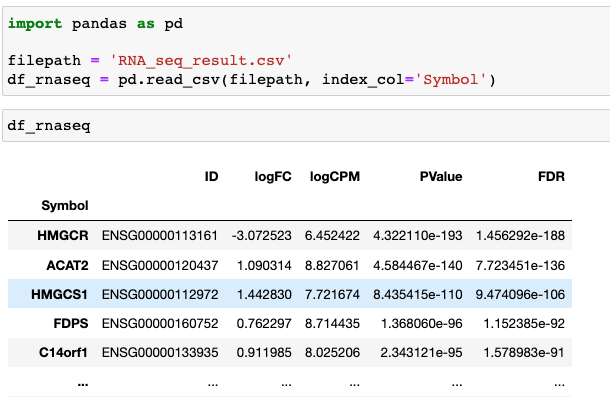 import pandas as pd
filepath = 'RNA_seq_result.csv'
df_rnaseq = pd.read_csv(filepath, index_col='Symbol')
df_rnaseq
ID logFC logCPM PValue FDR
Symbol
HMGCR ENSG00000113161 -3.072523 6.452422 4.322110e-193 1.456292e-188
ACAT2 ENSG00000120437 1.090314 8.827061 4.584467e-140 7.723451e-136
HMGCS1 ENSG00000112972 1.442830 7.721674 8.435415e-110 9.474096e-106
FDPS ENSG00000160752 0.762297 8.714435 1.368060e-96 1.152385e-92
C14orf1 ENSG00000133935 0.911985 8.025206 2.343121e-95 1.578983e-91
... ... ... ... ... ...